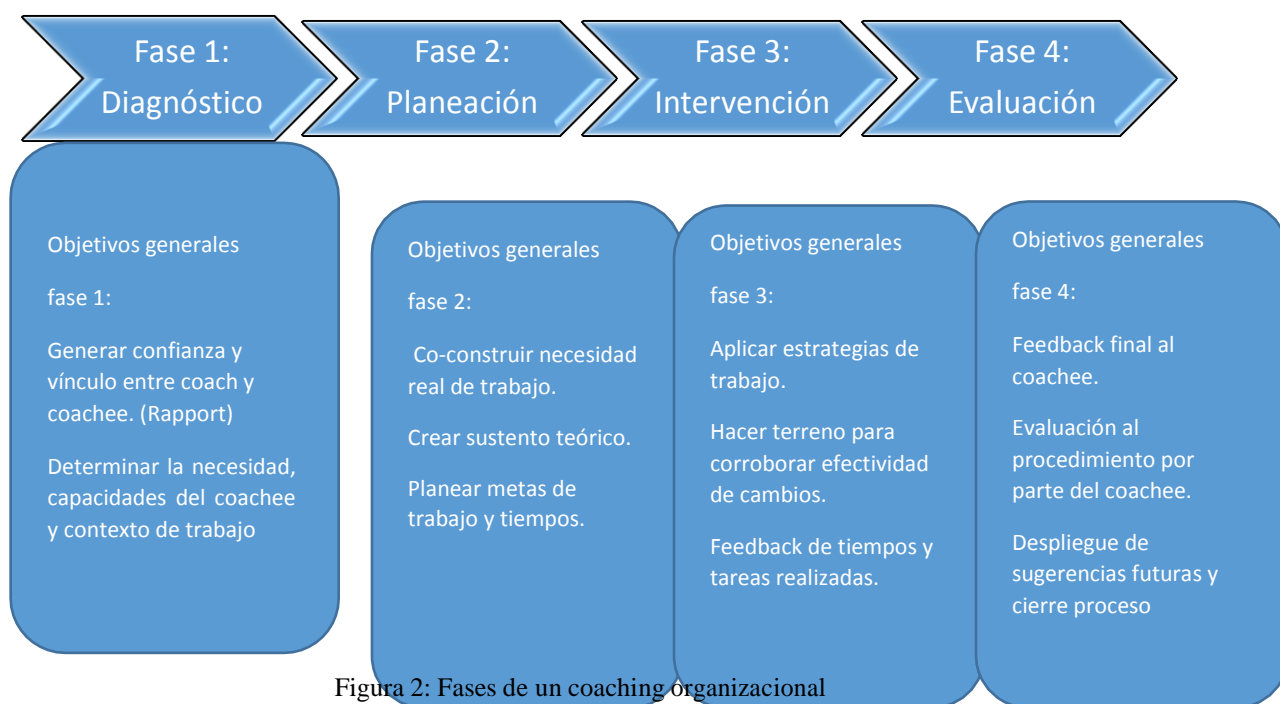 Fase 1:
Diagnóstico
Fase 2:
Planeación
Fase 3:
Intervención
Fase 4:
Evaluación
Objetivos generales
fase 1:
Generar confianza y
vínculo entre coach y
coachee. (Rapport)
Determinar la necesidad,
capacidades del coachee
y contexto de trabajo
Objetivos generales
fase 2:
Co-construir necesidad
real de trabajo.
Crear sustento teórico.
Planear metas de
trabajo y tiempos.
Objetivos generales
fase 3:
Aplicar estrategias de
trabajo.
Hacer terreno para
corroborar efectividad
de cambios.
Feedback de tiempos y
tareas realizadas.
Objetivos generales
fase 4:
Feedback final al
coachee.
Evaluación al
procedimiento por
parte del coachee.
Despliegue de
sugerencias futuras y
cierre proceso
Figura 2: Fases de un coaching organizacional